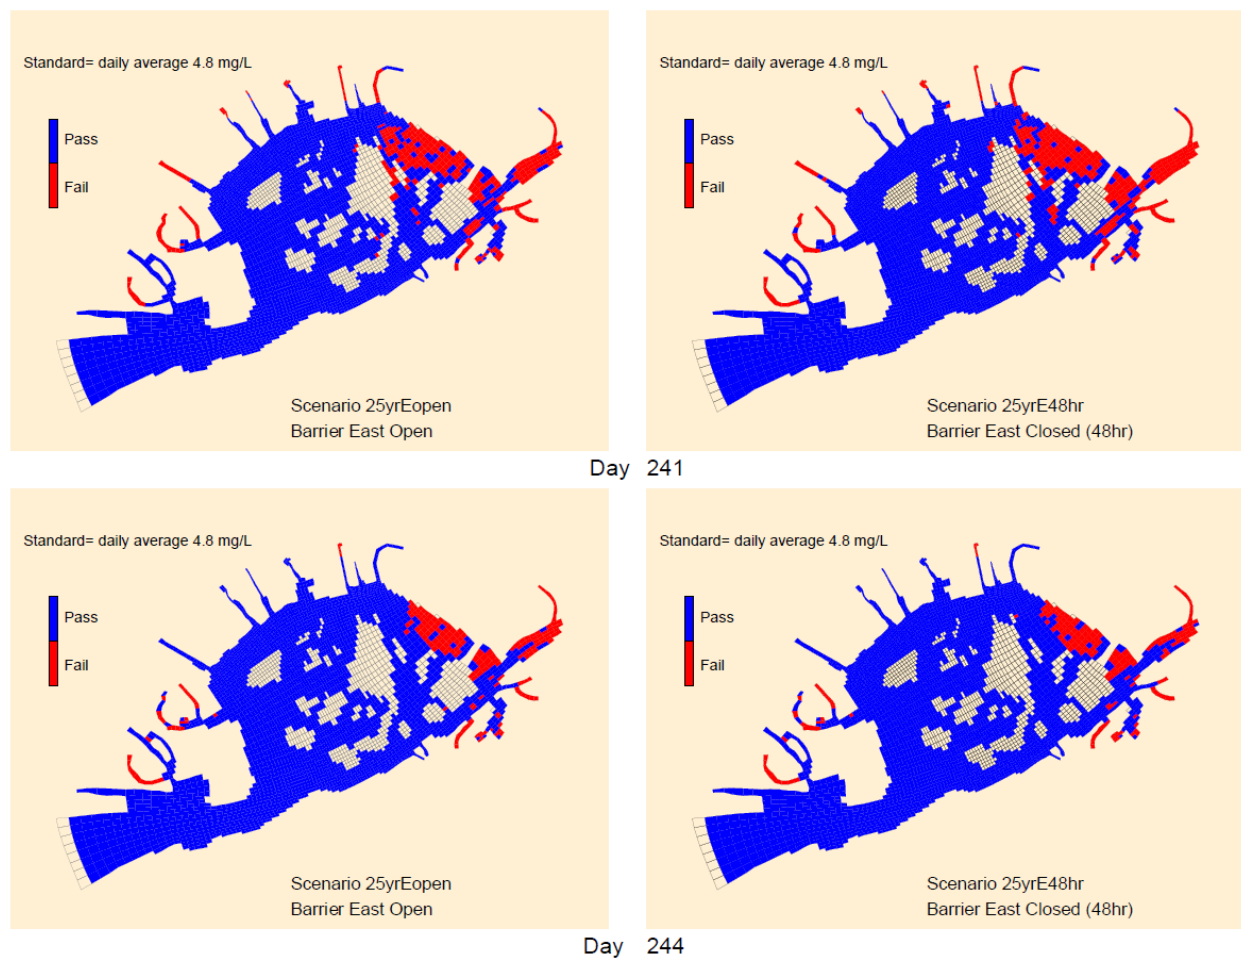 Standard= daily average 4.8 mg/L
Pass
Fail
Scenario 25yrEopen
Barrier East Open
Standard= daily average 4.8 mg/L
Pass
Fail
Scenario 25yrE48hr
Barrier East Closed (48hr)
Day 241
Standard= daily average 4.8 mg/L
Pass
Fail
Scenario 25yrEopen
Barrier East Open
Standard= daily average 4.8 mg/L
Pass
Fail
Scenario 25yrE48hr
Barrier East Closed (48hr)
Day 244